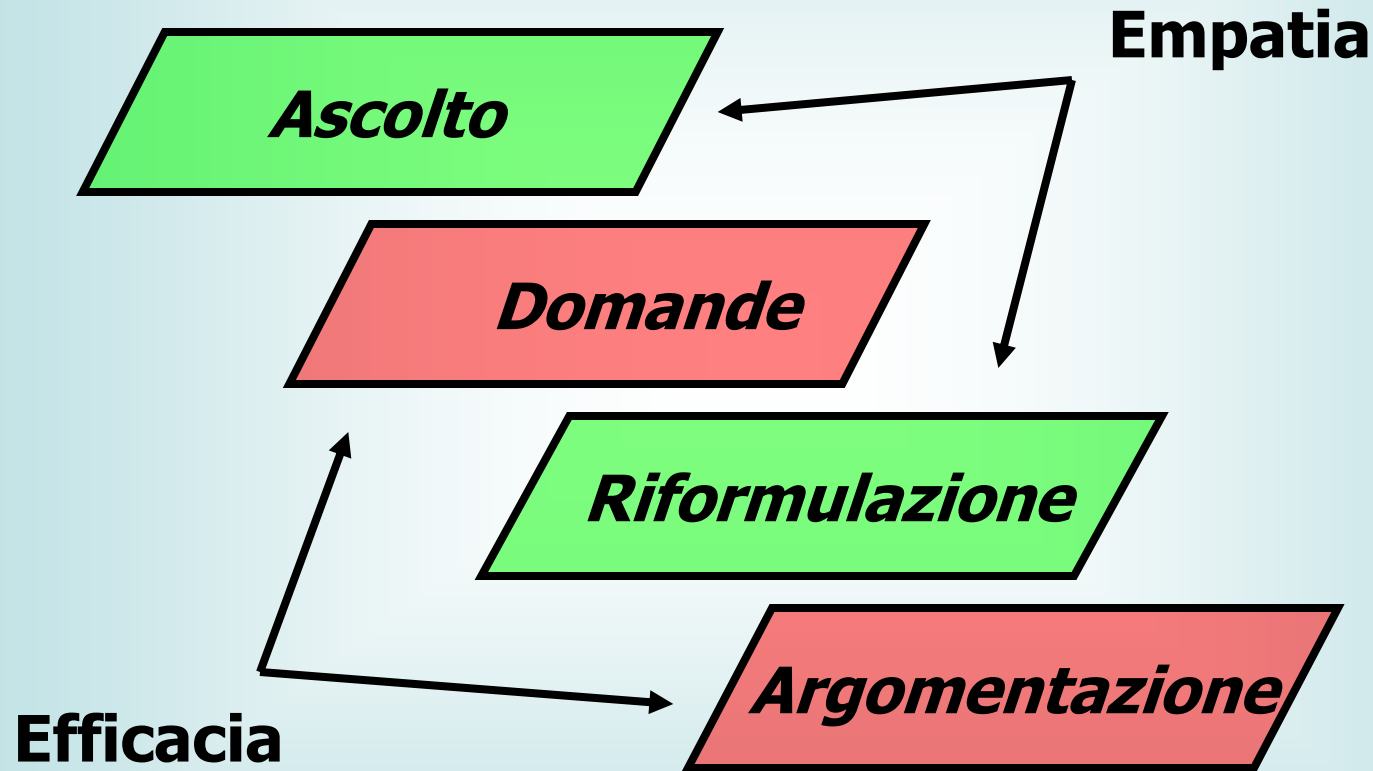 Empatia
Ascolto
Domande
Riformulazione
Argomentazione
Efficacia